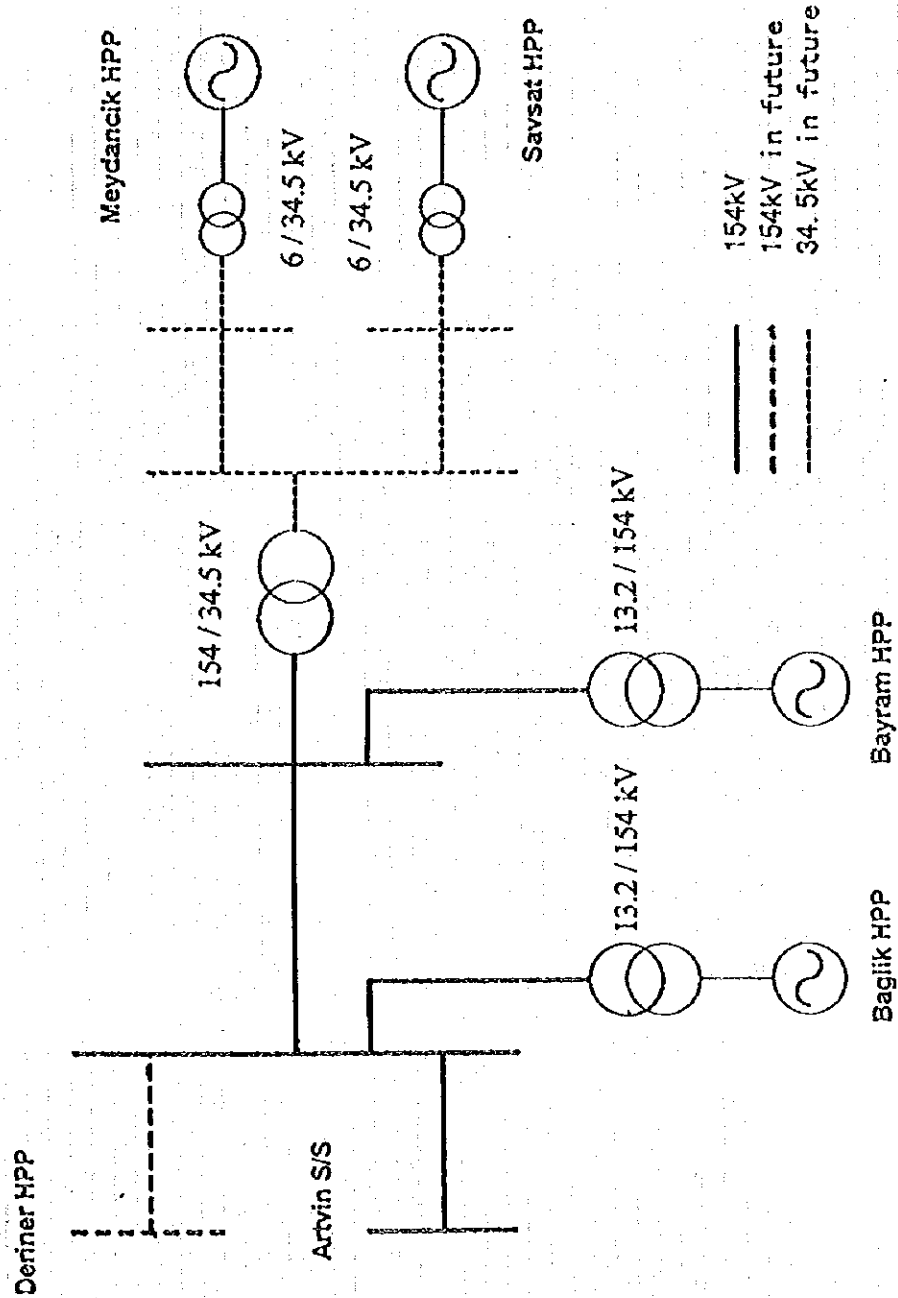 Deriner HPP
Artvin S/S
Baglik HPP
13.2 / 154 kV
Bayram HPP
13.2 / 154 kV
154 / 34.5 kV
Meydancik HPP
6 / 34.5 kV
6 / 34.5 kV
Savsat HPP
154kV
154kV in future
34.5kV in future